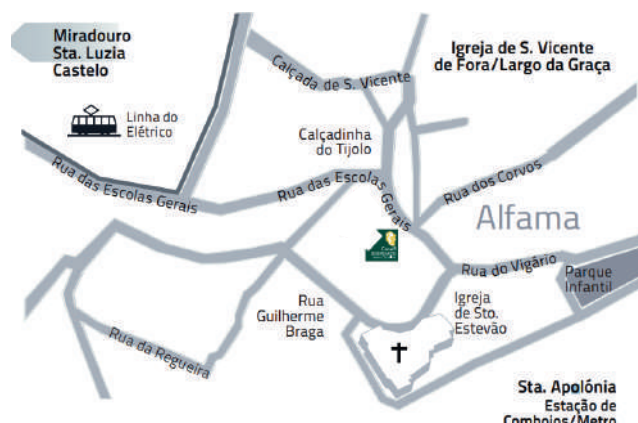 Miradouro
Sta. Luzia
Castelo
Igreja de S. Vicente
de Fora/Largo da Graça
Calçada de S. Vicente
Linha do
Elétrico
Calçadinha
do Tijolo
Rua das Escolas Gerais
Rua das Escolas Gerais
Rua dos Corvos
Alfama
Rua do Vigário
Parque
Infantil
Rua
Guilherme
Braga
Igreja
de Sto.
Estevão
Rua da Regueira
Sta. Apolónia
Estação de
Comboios/Metro